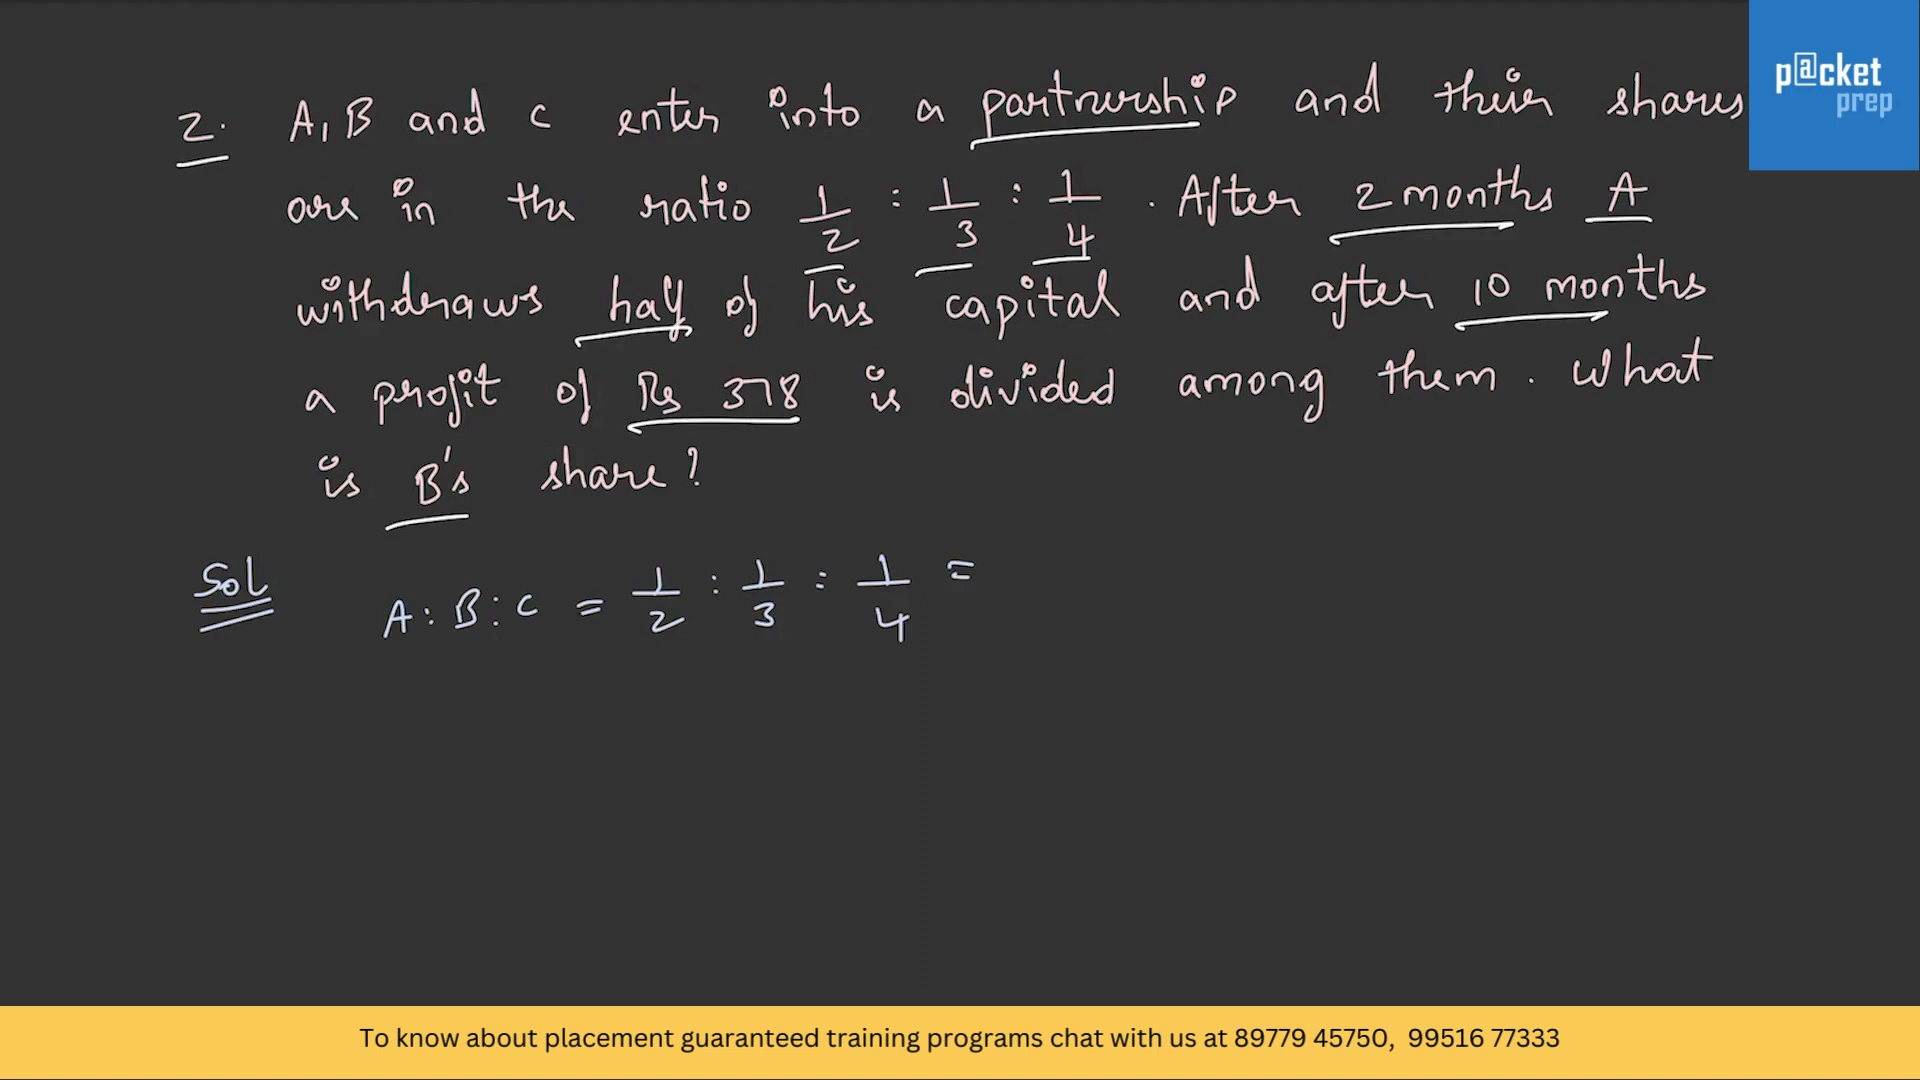 p@cket
prep
2. A, B and C enter into a partnership and their shares
are in the ratio 1/2 : 1/3 : 1/4 . After 2 months A
withdraws half of his capital and after 10 months
a profit of Rs 378 is divided among them. What
is B's share?
Sol A : B : C = 1/2 : 1/3 : 1/4 =
To know about placement guaranteed training programs chat with us at 89779 45750, 99516 77333